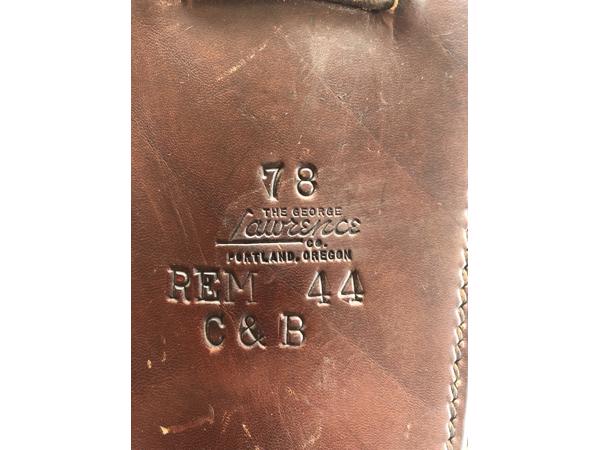 78
THE GEORGE
Lawrence
CO.
PORTLAND, OREGON
REM 44
C & B